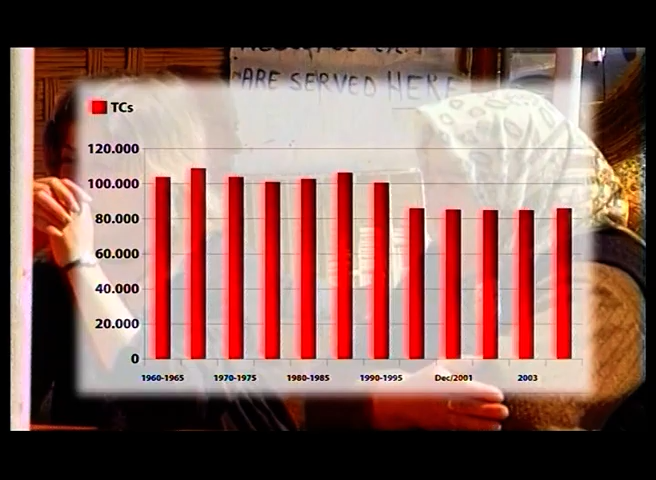 ARE SERVED HERE
TCs
120.000
100.000
80.000
60.000
40.000
20.000
0
1960-1965 1970-1975 1980-1985 1990-1995 Dec/2001 2003